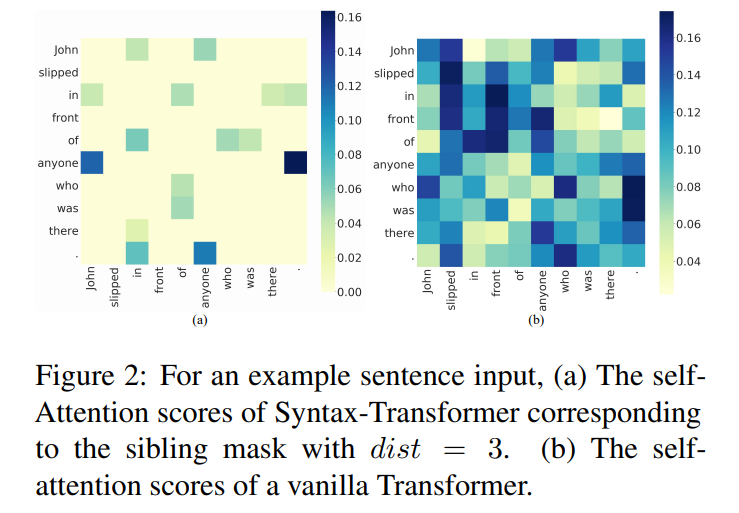 John
slipped
in
front
of
anyone
who
was
there
.
John
slipped
in
front
of
anyone
who
was
there
.
0.16
0.14
0.12
0.10
0.08
0.06
0.04
0.02
0.00
(a)
John
slipped
in
front
of
anyone
who
was
there
.
John
slipped
in
front
of
anyone
who
was
there
.
0.16
0.14
0.12
0.10
0.08
0.06
0.04
(b)
Figure 2: For an example sentence input, (a) The self-
Attention scores of Syntax-Transformer corresponding
to the sibling mask with dist = 3. (b) The self-
attention scores of a vanilla Transformer.